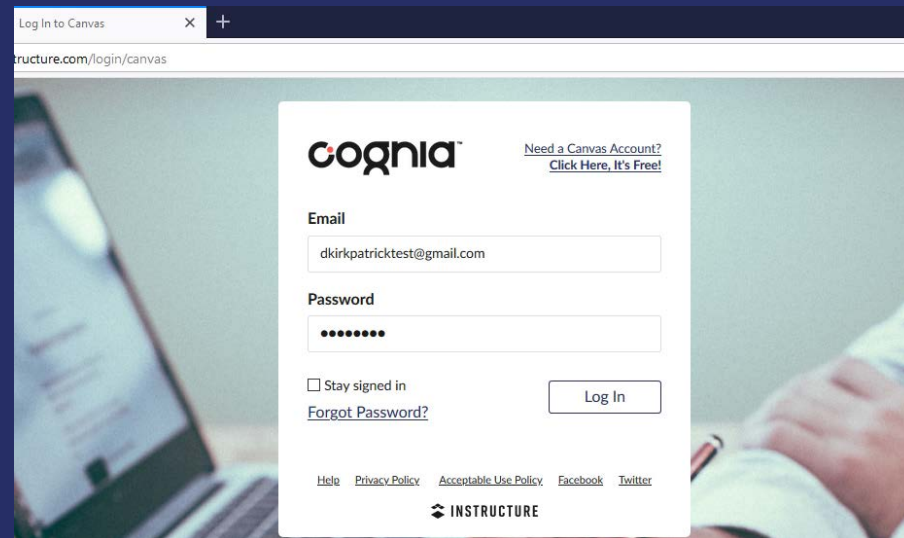 Log In to Canvas
tructure.com/login/canvas
cognia™
Need a Canvas Account?
Click Here, It's Free!
Email
dkirkpatricktest@gmail.com
Password
••••••••
Stay signed in
Log In
Forgot Password?
Help Privacy Policy Acceptable Use Policy Facebook Twitter
INSTRUCTURE